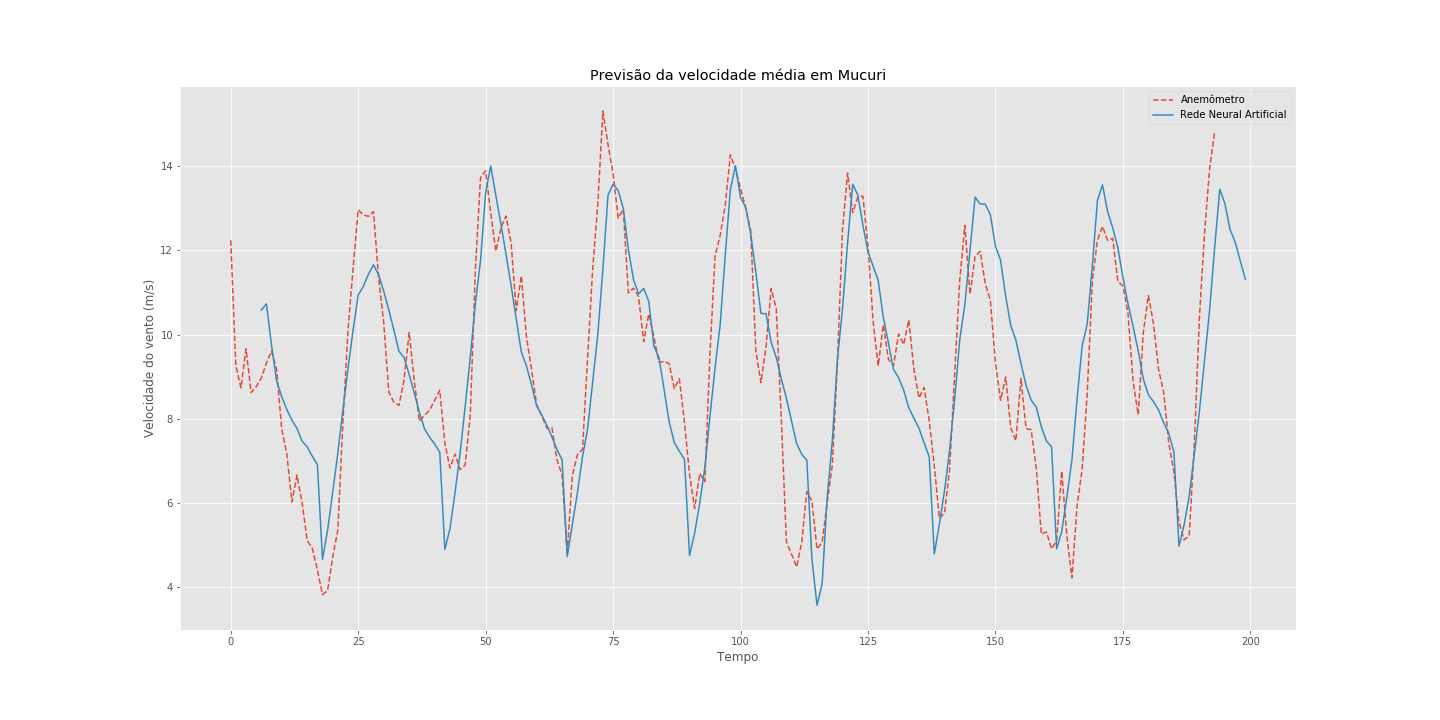 Previsão da velocidade média em Mucuri
Anemômetro
Rede Neural Artificial
Velocidade do vento (m/s)
14
12
10
8
6
4
0 25 50 75 100 125 150 175 200
Tempo